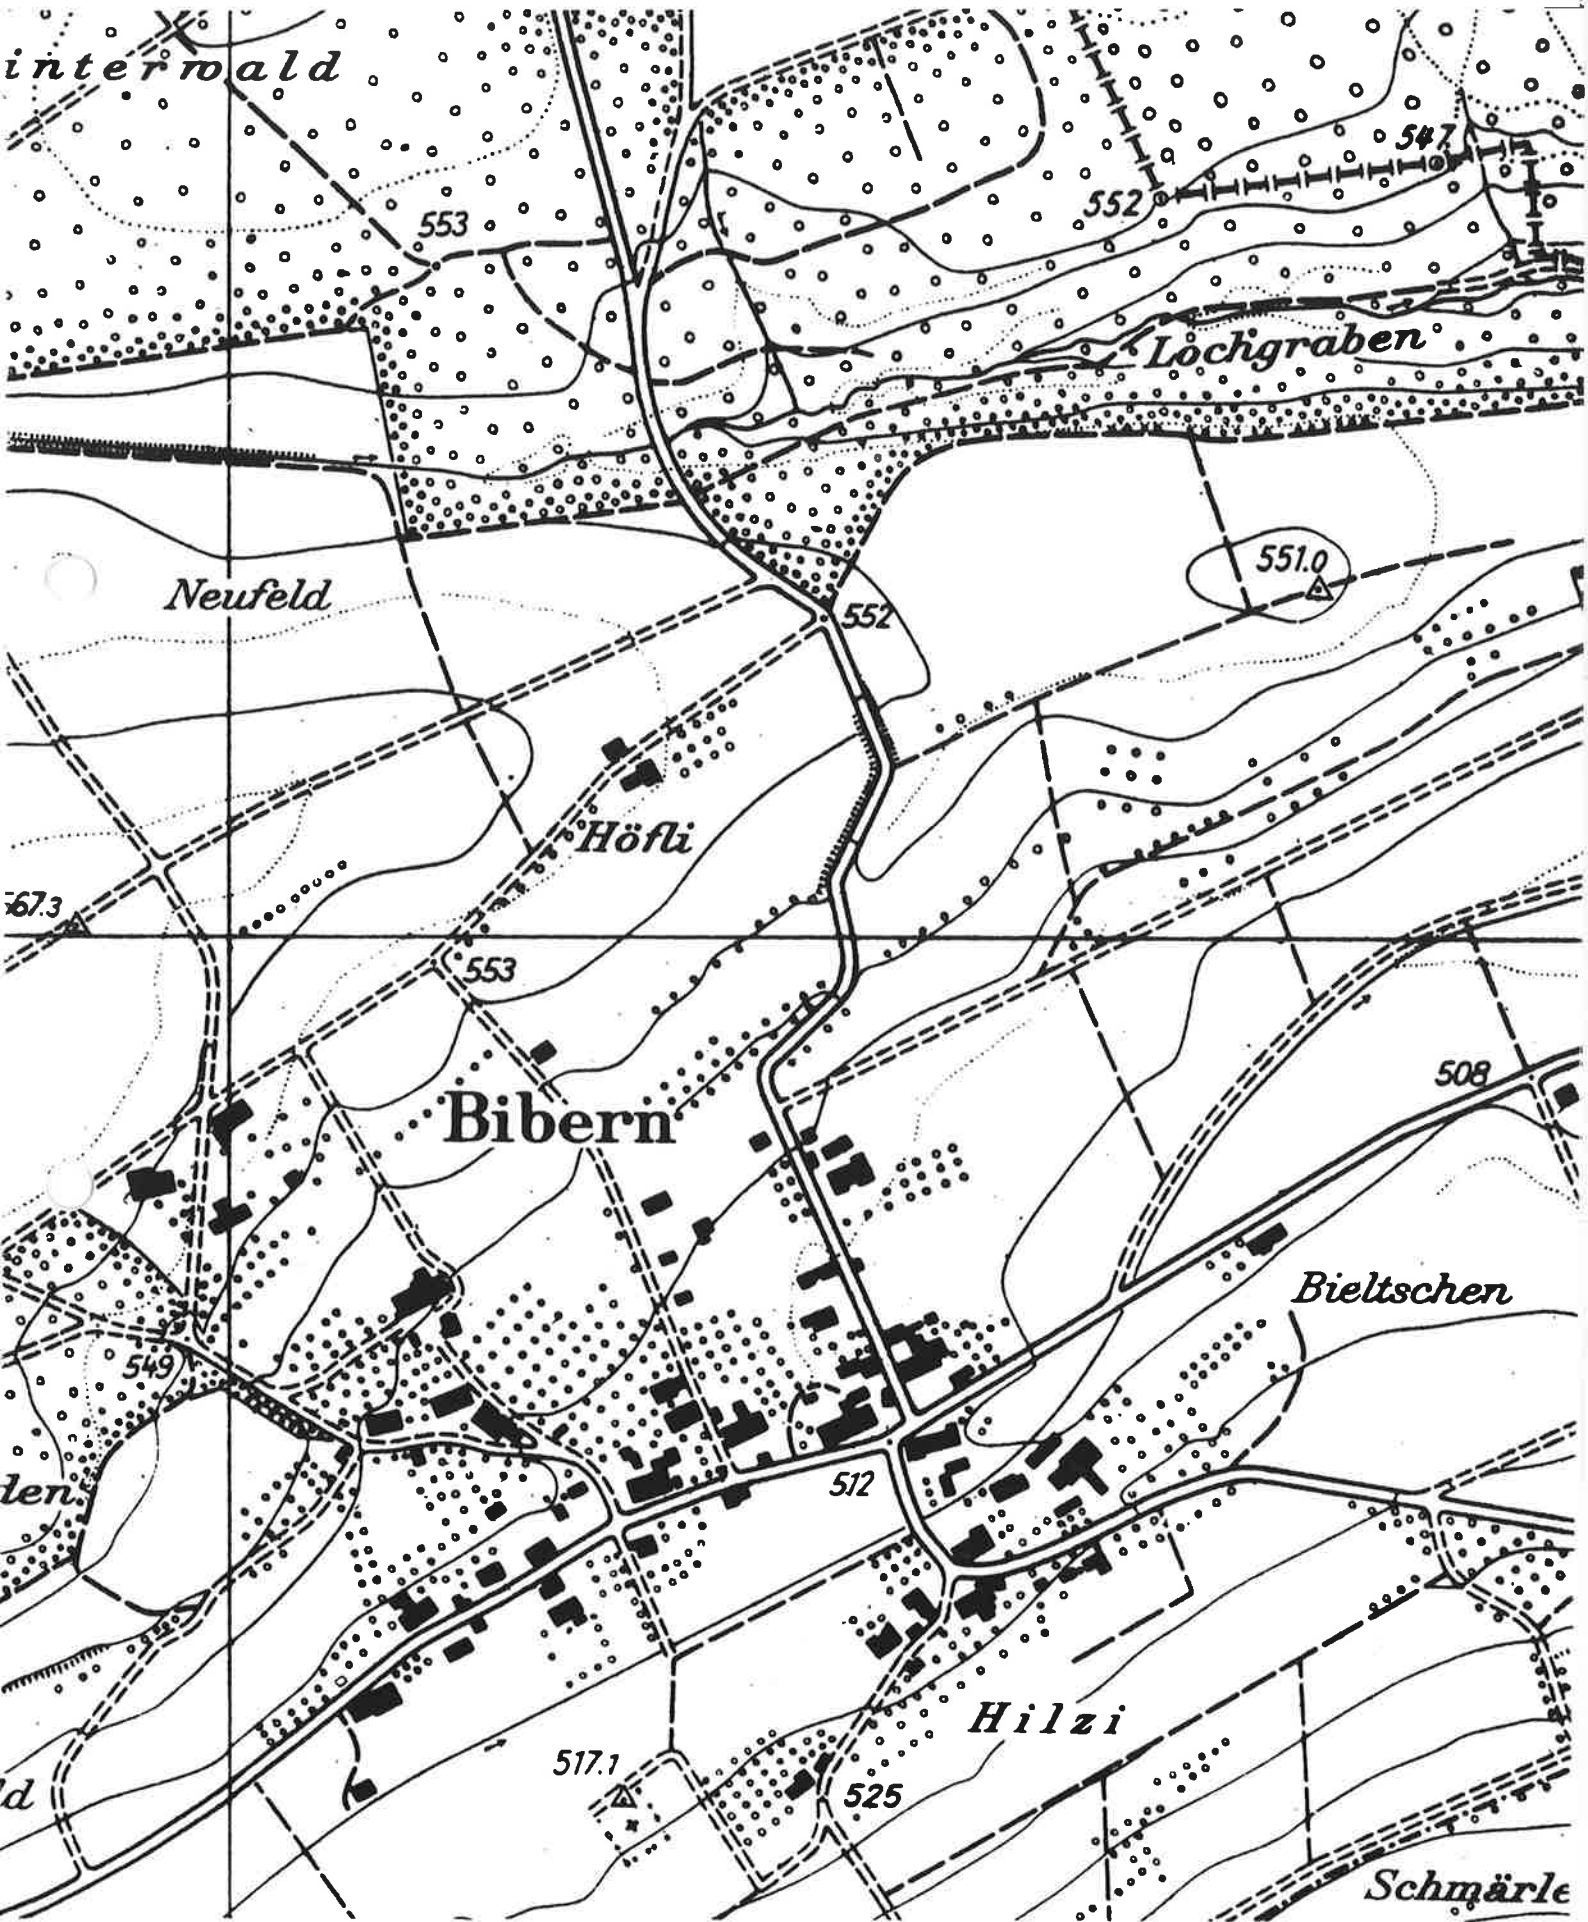 interwald
547
552
553
Lochgraben
551.0
Neufeld
552
Höfli
567.3
553
508
Bibern
Bieltschen
549
den
512
Hilzi
517.1
525
ld
Schmärle